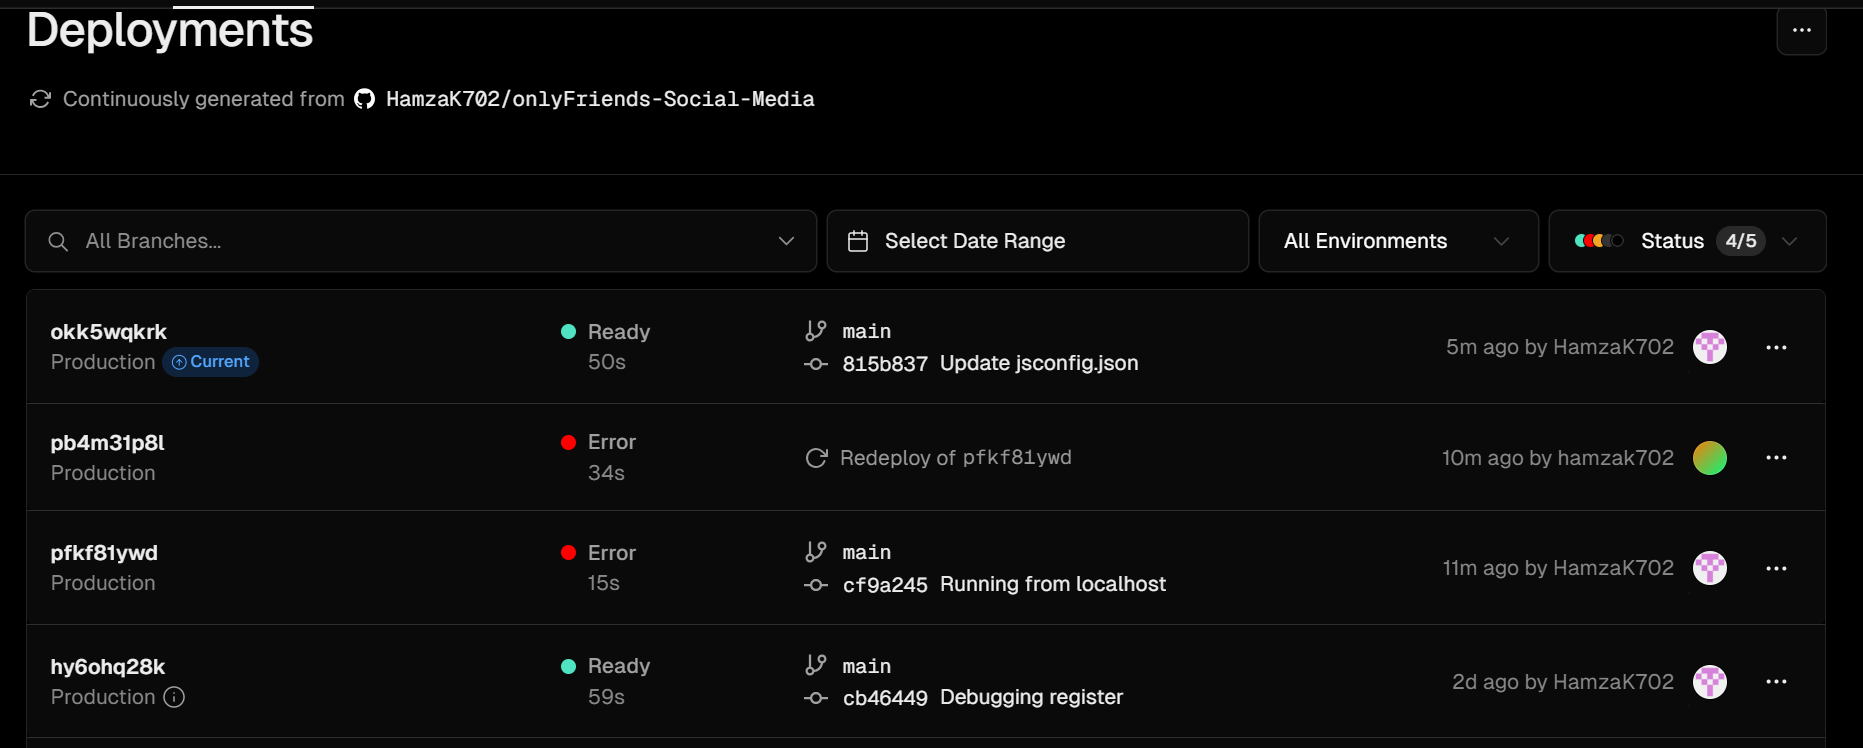 Deployments
Continuously generated from HamzaK702/onlyFriends-Social-Media
All Branches...
Select Date Range
All Environments
Status 4/5
okk5wqkrk
Production Current
Ready
50s
main
815b837 Update jsconfig.json
5m ago by HamzaK702
pb4m31p8l
Production
Error
34s
Redeploy of pfkf81ywd
10m ago by hamzak702
pfkf81ywd
Production
Error
15s
main
cf9a245 Running from localhost
11m ago by HamzaK702
hy6ohq28k
Production
Ready
59s
main
cb46449 Debugging register
2d ago by HamzaK702